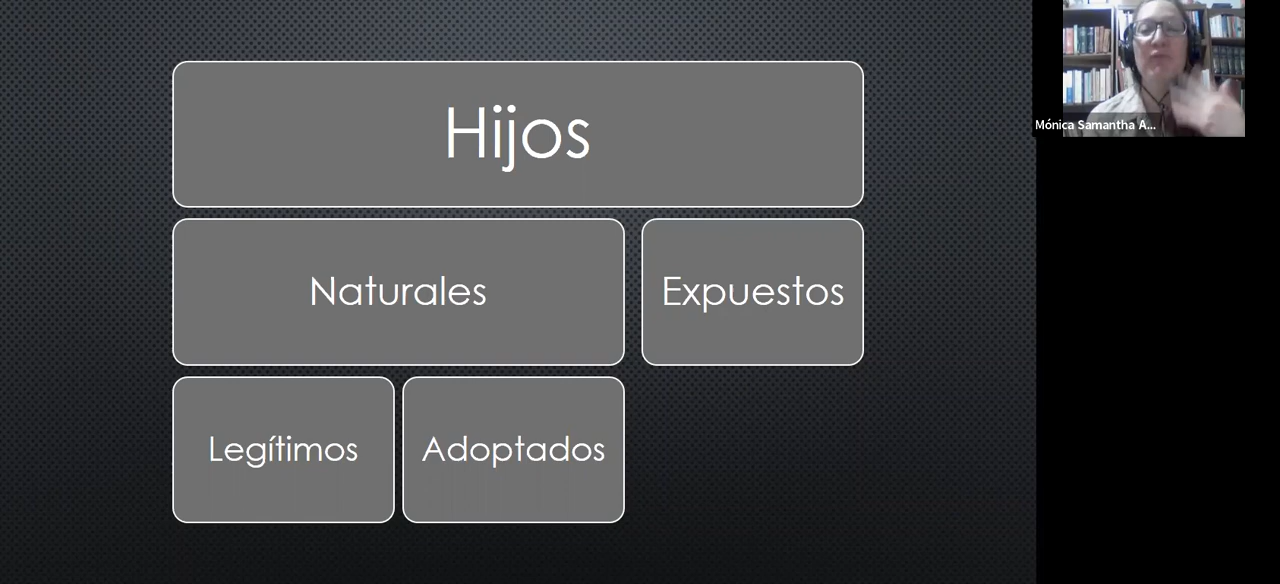 Hijos
Naturales
Expuestos
Legítimos
Adoptados
Mónica Samantha A...